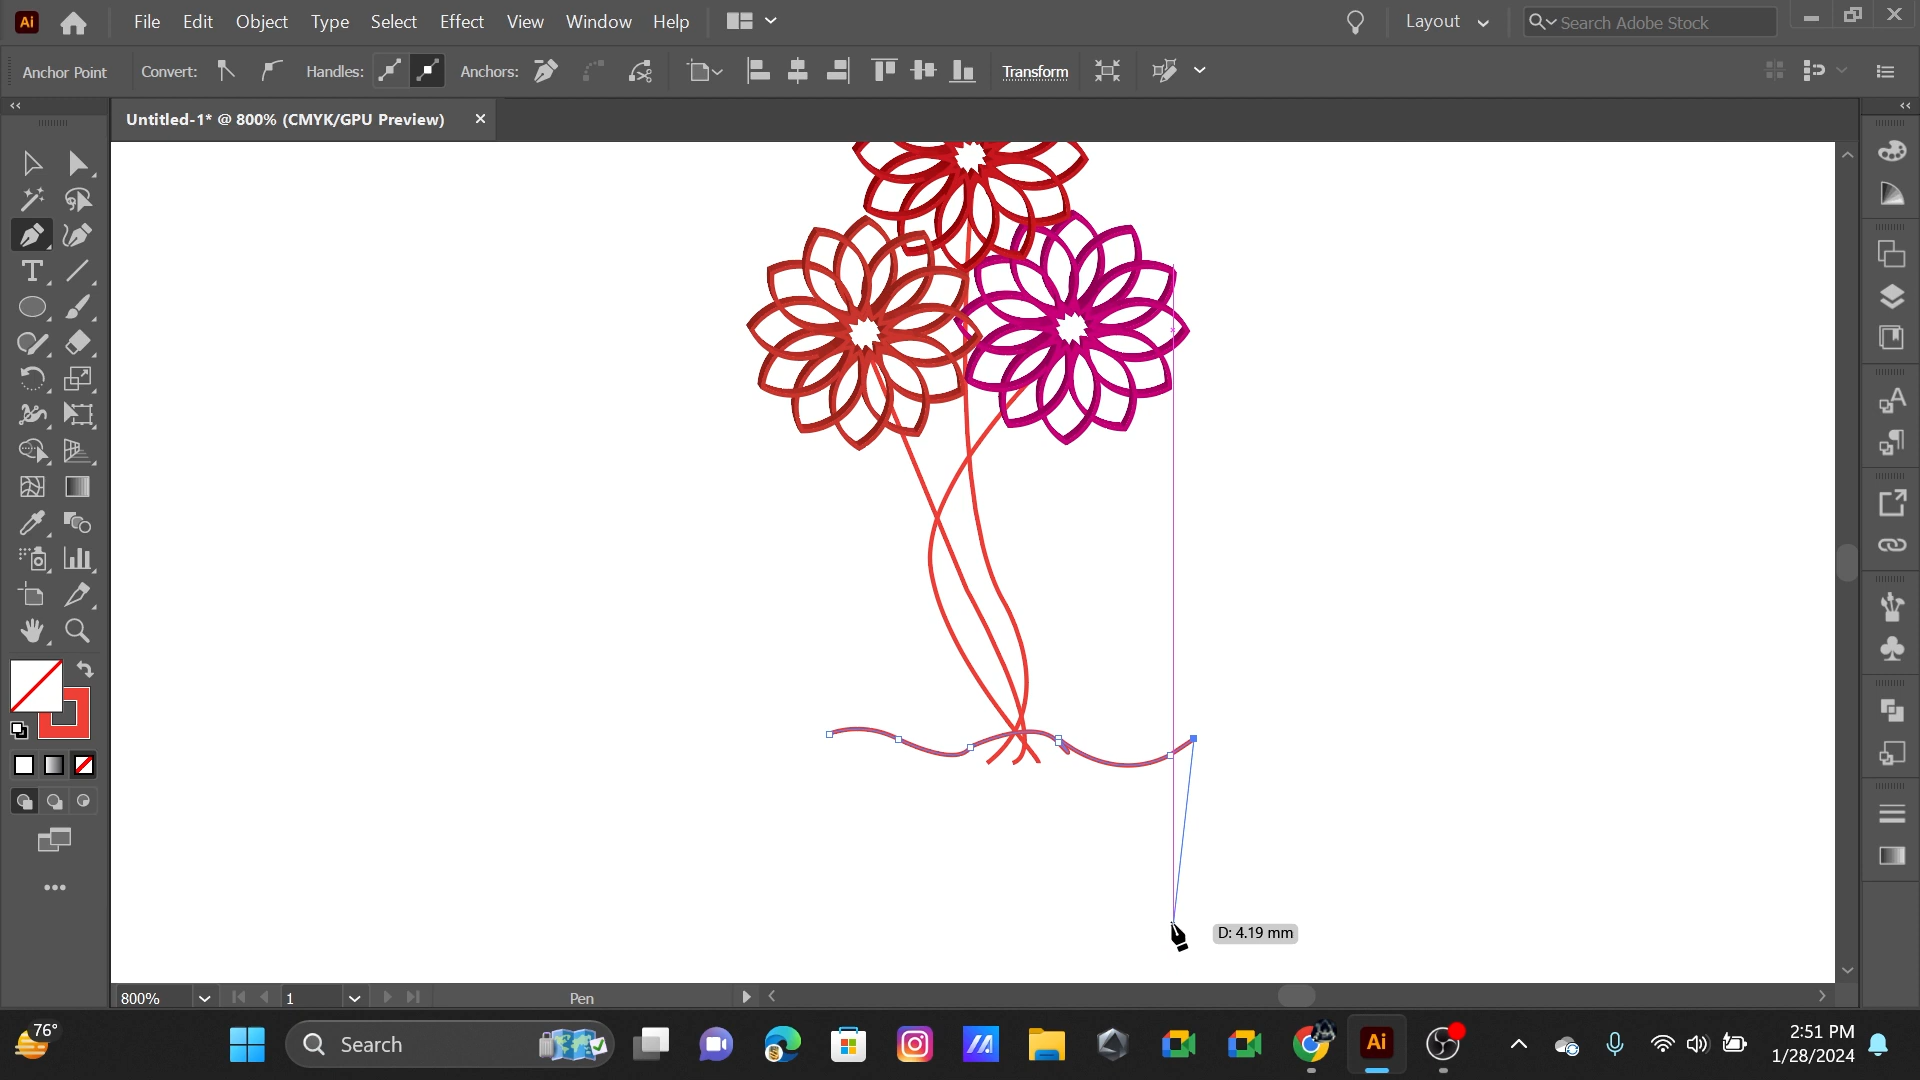 Ai File Edit Object Type Select Effect View Window Help Layout Search Adobe Stock
Anchor Point Convert: Handles: Anchors: Transform
Untitled-1* @ 800% (CMYK/GPU Preview)
D: 4.19 mm
800% 1 Pen
76° Search Ai 2:51 PM
1/28/2024